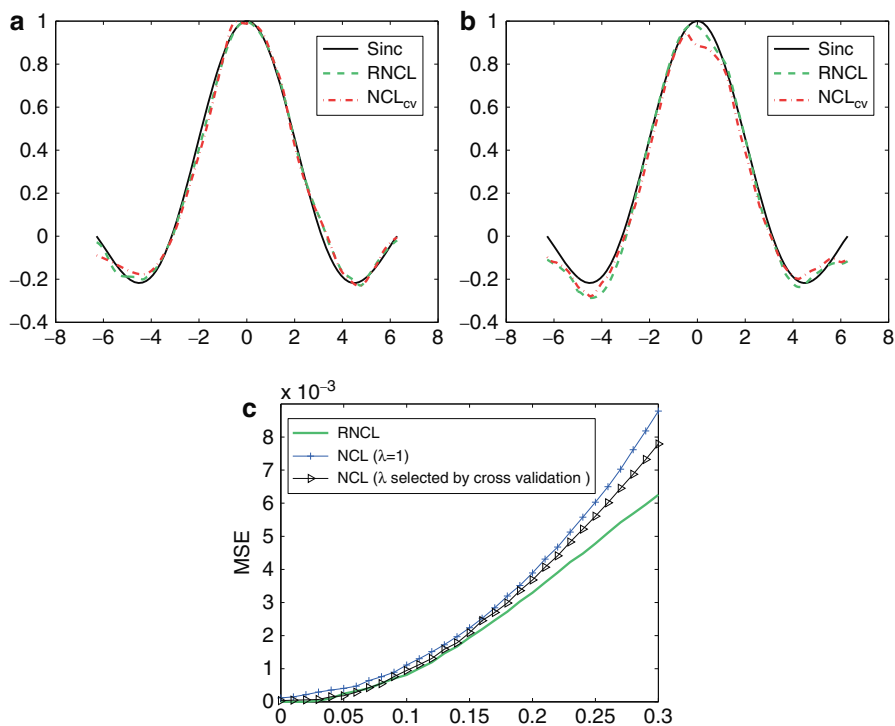 a
1
0.8
0.6
0.4
0.2
0
−0.2
−0.4
−8 −6 −4 −2 0 2 4 6 8
Sinc
RNCL
NCLcv
b
1
0.8
0.6
0.4
0.2
0
−0.2
−0.4
−8 −6 −4 −2 0 2 4 6 8
Sinc
RNCL
NCLcv
c
x 10−3
8
7
6
5
4
3
2
1
0
MSE
0 0.05 0.1 0.15 0.2 0.25 0.3
RNCL
NCL (λ=1)
NCL (λ selected by cross validation )